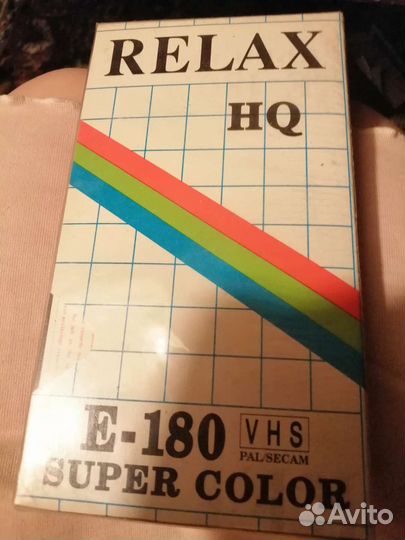 RELAX
HQ
E-180
VHS
PAL/SECAM
SUPER COLOR
Avito